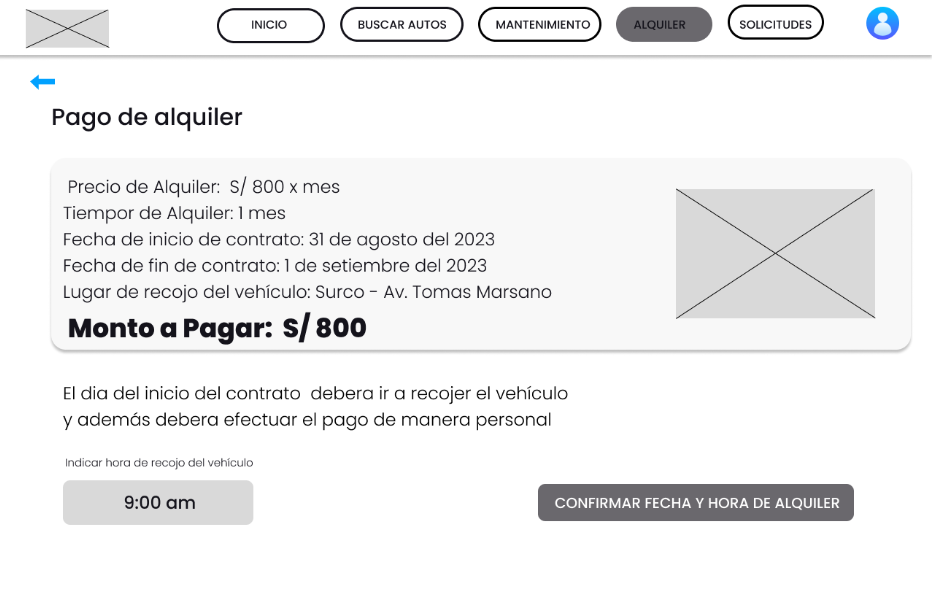 INICIO
BUSCAR AUTOS
MANTENIMIENTO
ALQUILER
SOLICITUDES
Pago de alquiler
Precio de Alquiler: S/ 800 x mes
Tiempor de Alquiler: 1 mes
Fecha de inicio de contrato: 31 de agosto del 2023
Fecha de fin de contrato: 1 de setiembre del 2023
Lugar de recojo del vehículo: Surco - Av. Tomas Marsano
Monto a Pagar: S/ 800
El dia del inicio del contrato debera ir a recojer el vehículo
y además debera efectuar el pago de manera personal
Indicar hora de recojo del vehículo
9:00 am
CONFIRMAR FECHA Y HORA DE ALQUILER